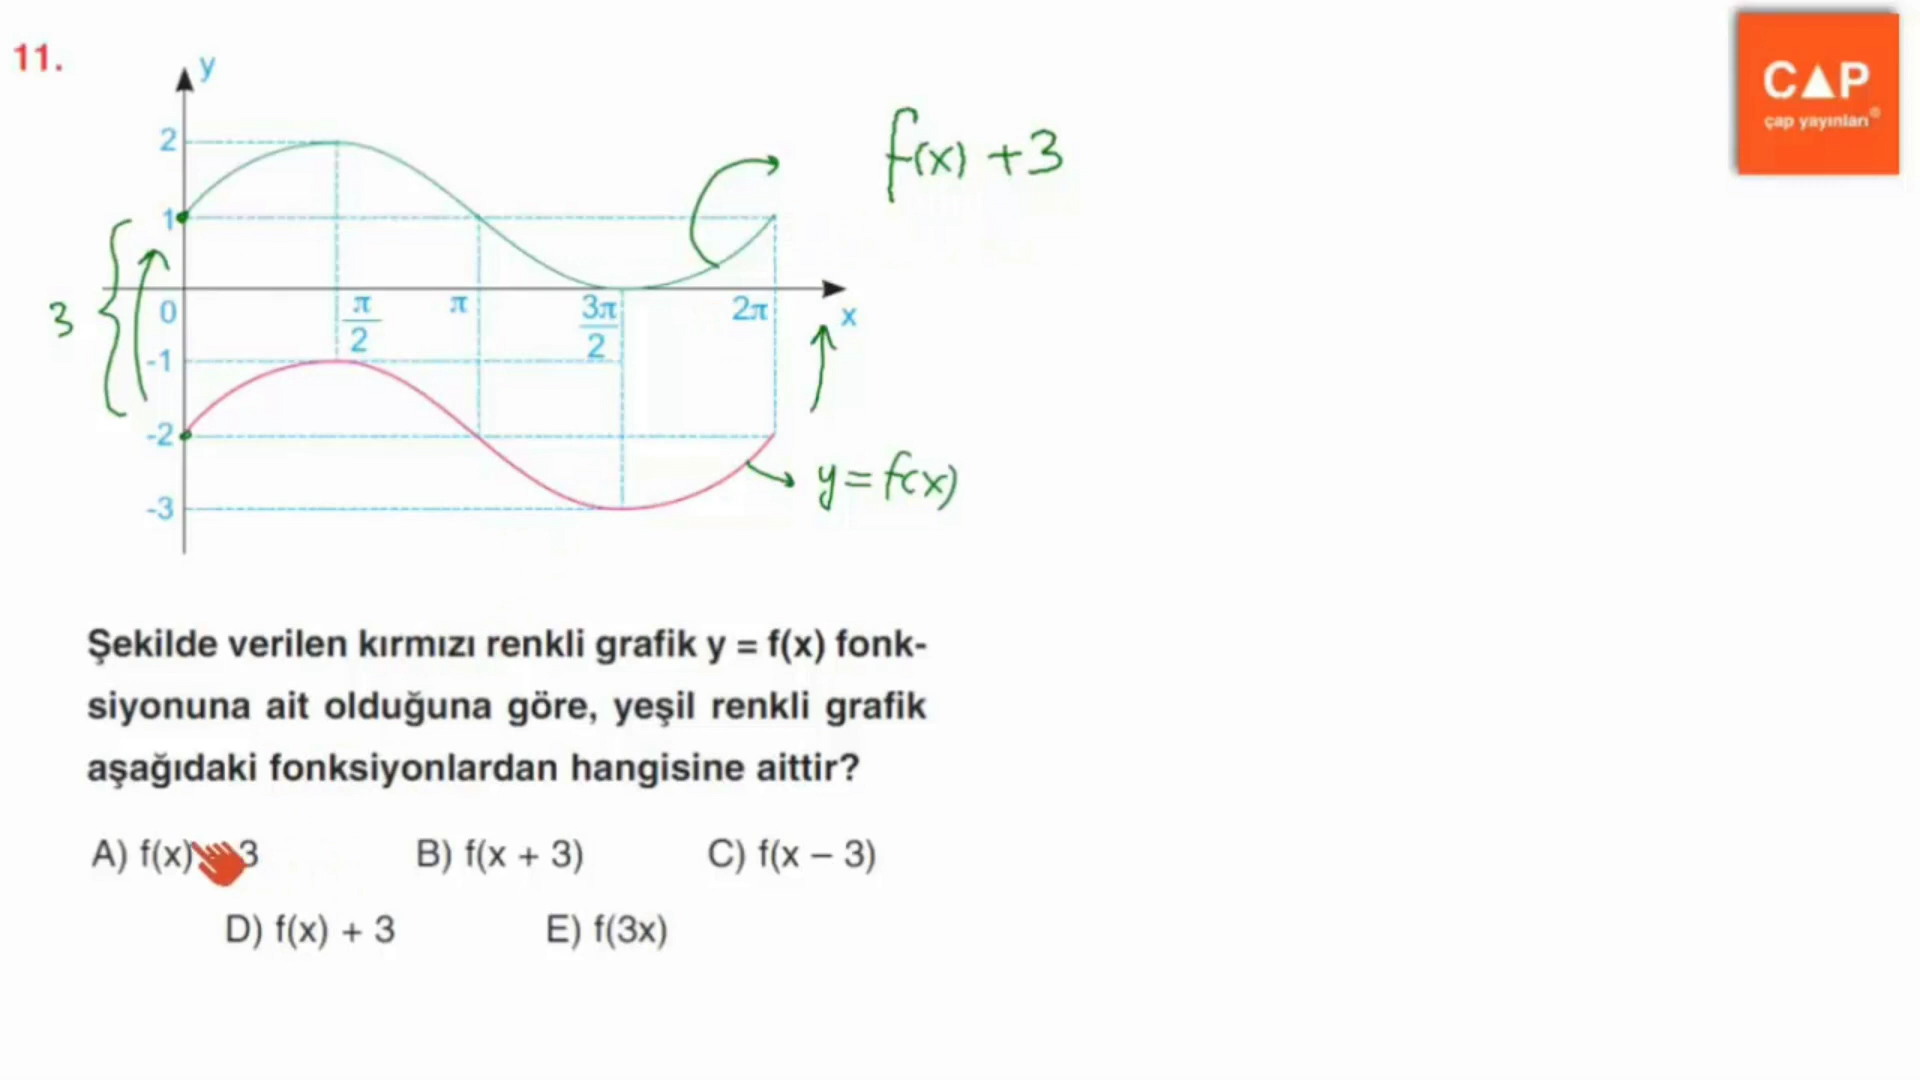 11.
y
CAP
çap yayınları®
f(x) + 3
2
1
3
0
π/2
π
3π/2
2π
x
-1
-2
-3
y = f(x)
Şekilde verilen kırmızı renkli grafik y = f(x) fonk-
siyonuna ait olduğuna göre, yeşil renkli grafik
aşağıdaki fonksiyonlardan hangisine aittir?
A) f(x) 3 B) f(x + 3) C) f(x – 3)
D) f(x) + 3 E) f(3x)